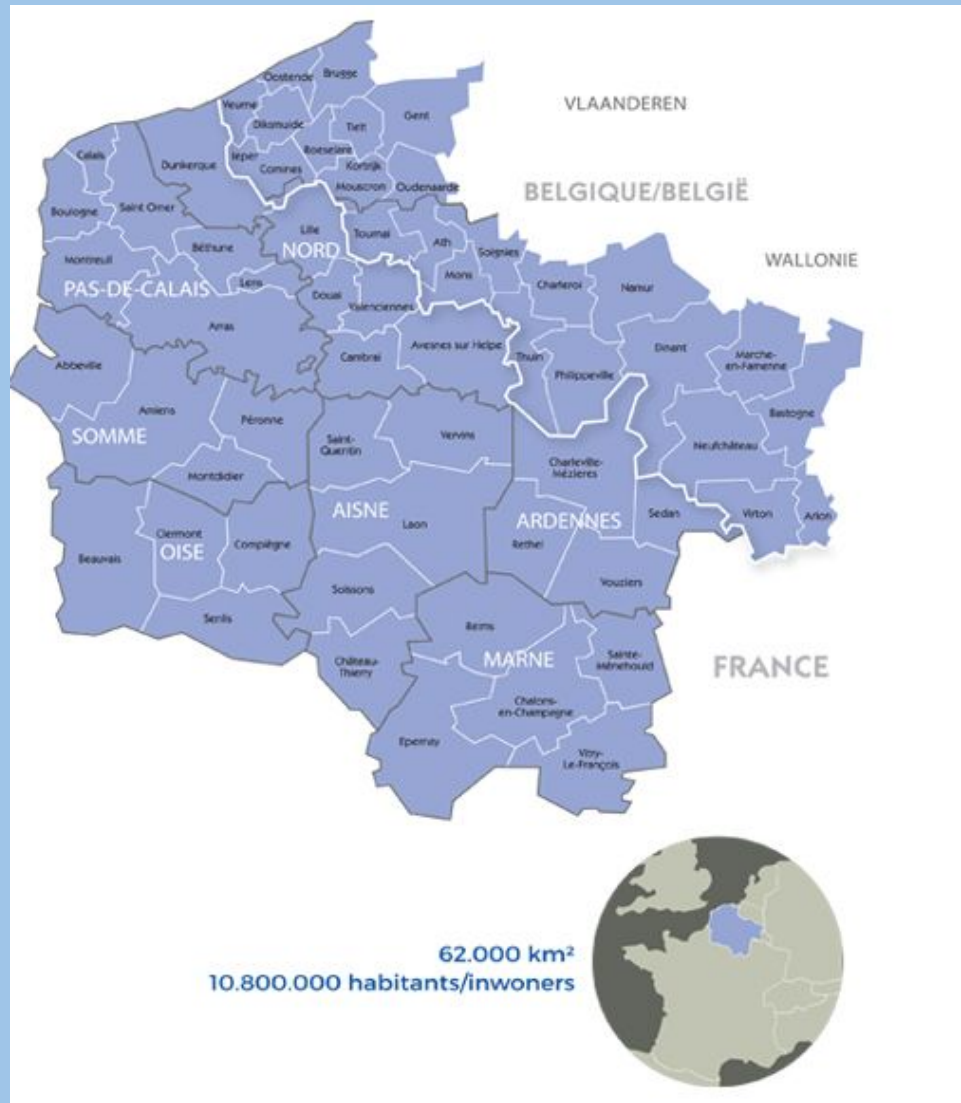 Oostende
Brugge
Veurne
Diksmuide
Tielt
Gent
VLAANDEREN
Ieper
Roeselare
Comines
Kortrijk
Mouscron
Oudenaarde
BELGIQUE/BELGIË
Calais
Dunkerque
Boulogne
Saint Omer
Lille
NORD
Tournai
Ath
Soignies
Mons
WALLONIE
Montreuil
Béthune
PAS-DE-CALAIS
Lens
Douai
Valenciennes
Charleroi
Namur
Arras
Cambrai
Avesnes sur Helpe
Thuin
Philippeville
Dinant
Marche-
en-Famenne
Abbeville
Bastogne
Amiens
Péronne
SOMME
Saint-
Quentin
Vervins
Neufchâteau
Montdidier
Charleville-
Mézieres
AISNE
Laon
ARDENNES
Sedan
Virton
Arlon
Beauvais
Clermont
OISE
Compiègne
Rethel
Vouziers
Soissons
Senlis
Reims
MARNE
Sainte-
Ménehould
FRANCE
Château-
Thierry
Chalons-
en-Champagne
Epernay
Vitry-
Le-François
62.000 km²
10.800.000 habitants/inwoners